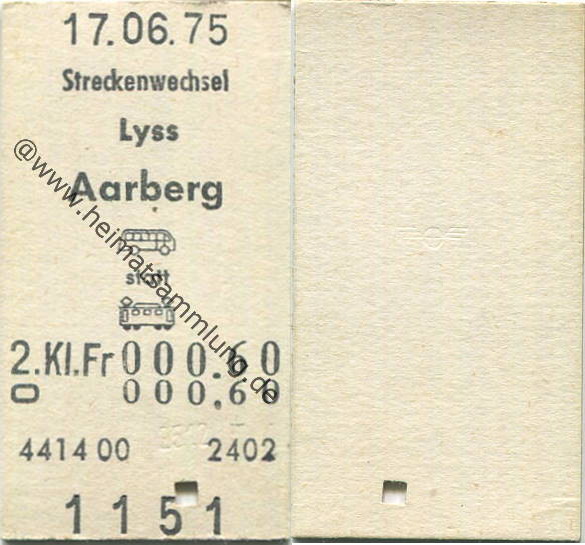 17.06.75
Streckenwechsel
Lyss
Aarberg
statt
2.Kl.Fr 000.60
000.60
4414 00 2402
1151
@www.heimatsammlung.de